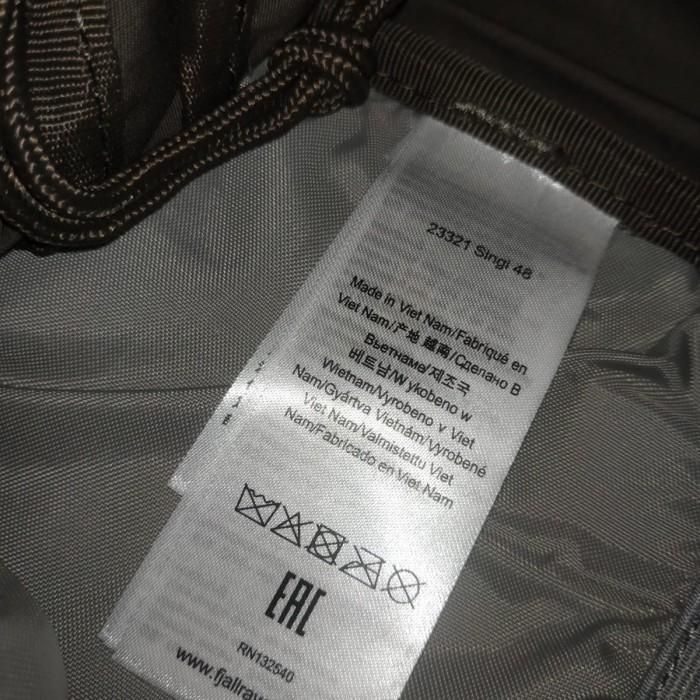 23321 Singi 48
Made in Viet Nam/Fabriqué en
Viet Nam/产地 越南/Сделано В
Вьетнаме/제조국
베트남/W ykobeno w
Wietnam/Vyrobeno v Viet
Nam/Gyártva Vietnám/Vyrobené
Viet Nam/Valmistettu Viet
Nam/Fabricado en Viet Nam
EAC
RN132540
www.fjallra